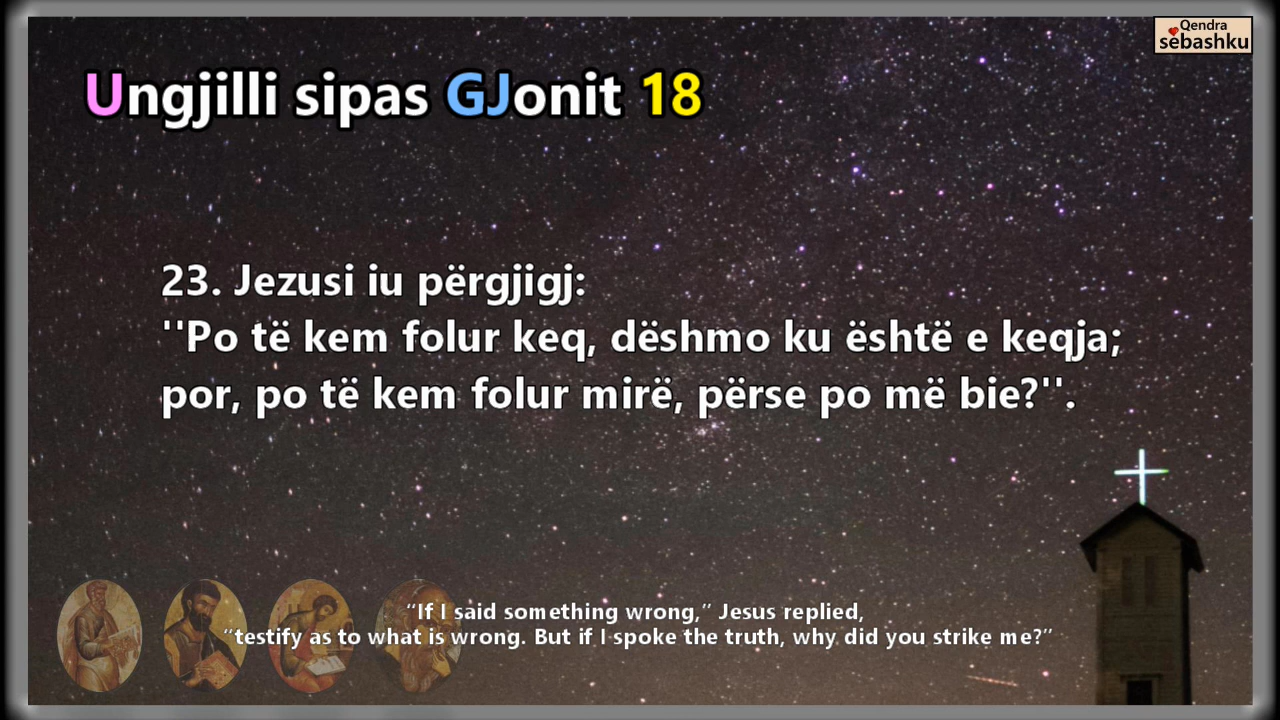 Qendra
sëbashku
Ungjilli sipas GJonit 18
23. Jezusi iu përgjigj:
''Po të kem folur keq, dëshmo ku është e keqja;
por, po të kem folur mirë, përse po më bie?''.
“If I said something wrong,” Jesus replied,
“testify as to what is wrong. But if I spoke the truth, why did you strike me?”